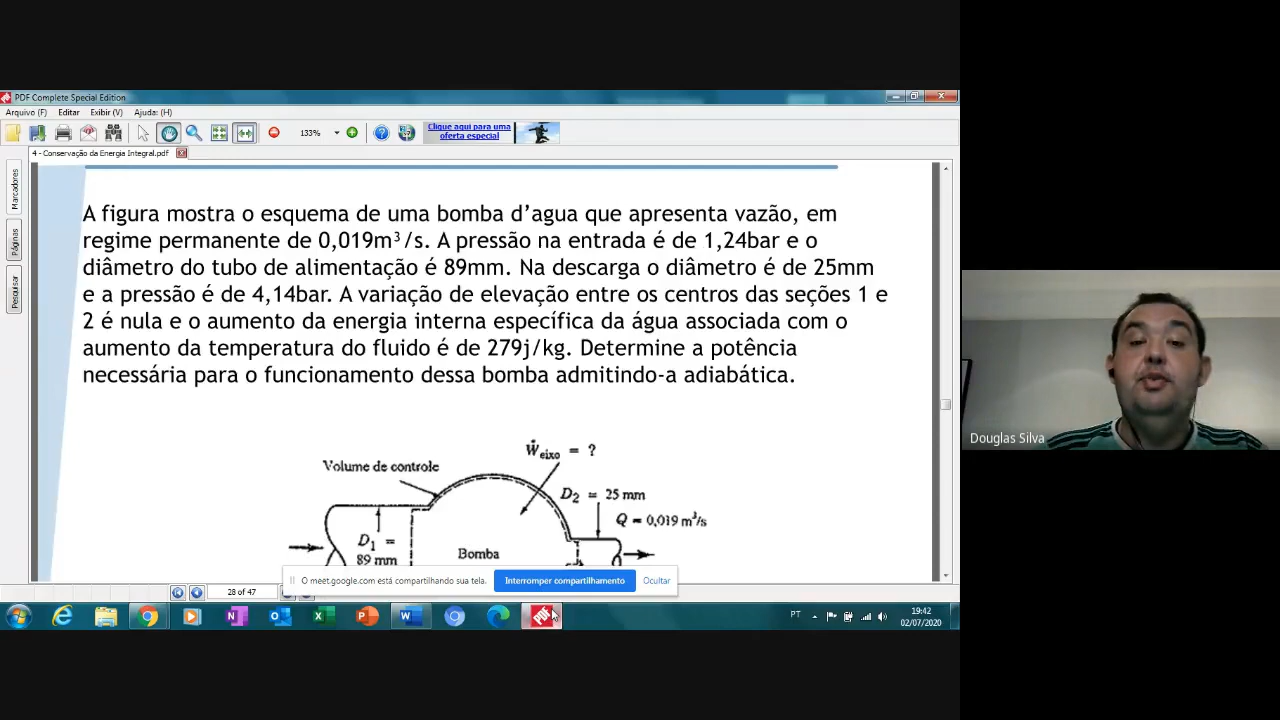 PDF Complete Special Edition
Arquivo (F) Editar Exibir (V) Ajuda: (H)
133%
Clique aqui para uma
oferta especial
4 - Conservação da Energia Integral.pdf
Marcadores
Páginas
Pesquisar
A figura mostra o esquema de uma bomba d’agua que apresenta vazão, em
regime permanente de 0,019m³/s. A pressão na entrada é de 1,24bar e o
diâmetro do tubo de alimentação é 89mm. Na descarga o diâmetro é de 25mm
e a pressão é de 4,14bar. A variação de elevação entre os centros das seções 1 e
2 é nula e o aumento da energia interna específica da água associada com o
aumento da temperatura do fluido é de 279j/kg. Determine a potência
necessária para o funcionamento dessa bomba admitindo-a adiabática.
Ẇeixo = ?
Volume de controle
D2 = 25 mm
Q = 0,019 m³/s
D1 =
89 mm
Bomba
O meet.google.com está compartilhando sua tela.
Interromper compartilhamento
Ocultar
28 of 47
PT
19:42
02/07/2020
Douglas Silva